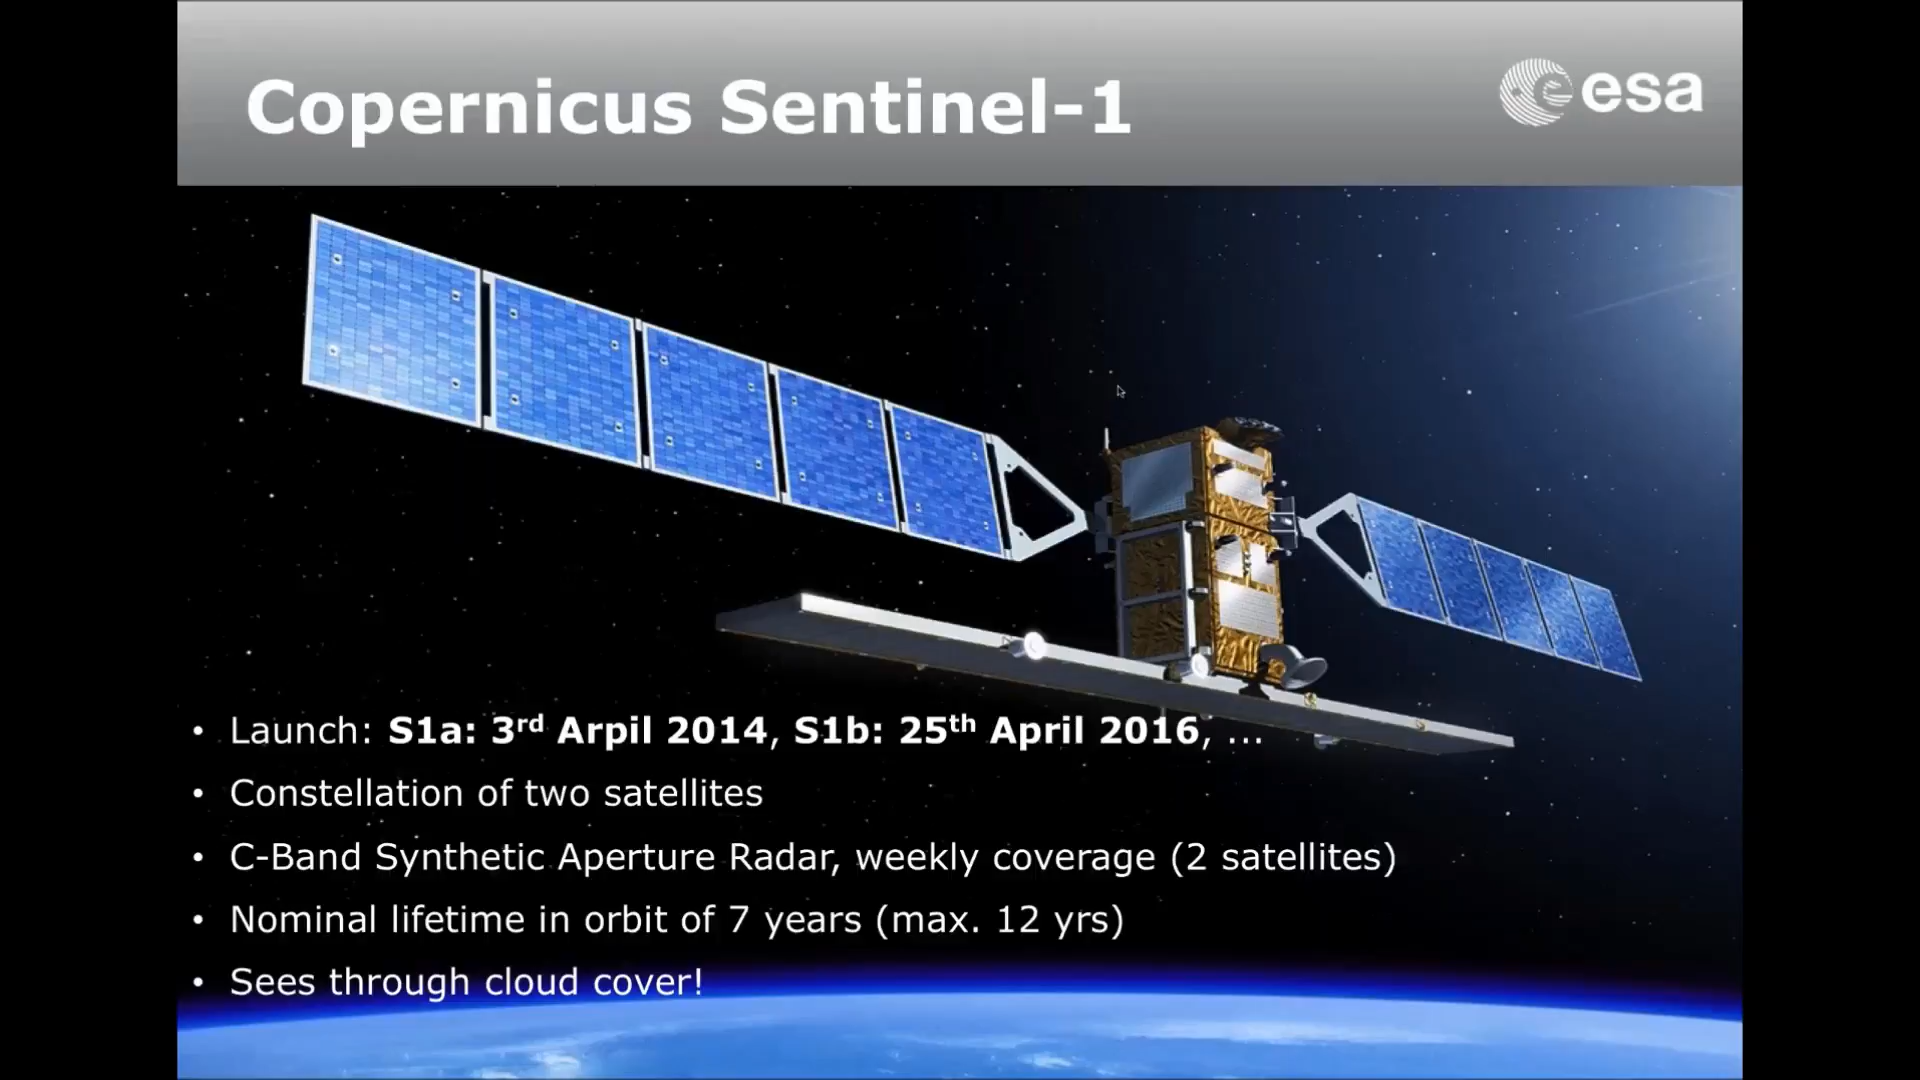 Copernicus Sentinel-1
esa
• Launch: S1a: 3rd Arpil 2014, S1b: 25th April 2016, ...
• Constellation of two satellites
• C-Band Synthetic Aperture Radar, weekly coverage (2 satellites)
• Nominal lifetime in orbit of 7 years (max. 12 yrs)
• Sees through cloud cover!